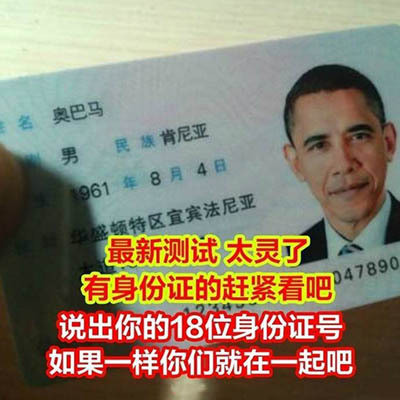 名 奥巴马
男 民族 肯尼亚
1961 年 8 月 4 日
华盛顿特区宜宾法尼亚
最新测试 太灵了
有身份证的赶紧看吧
047890
说出你的18位身份证号
如果一样你们就在一起吧